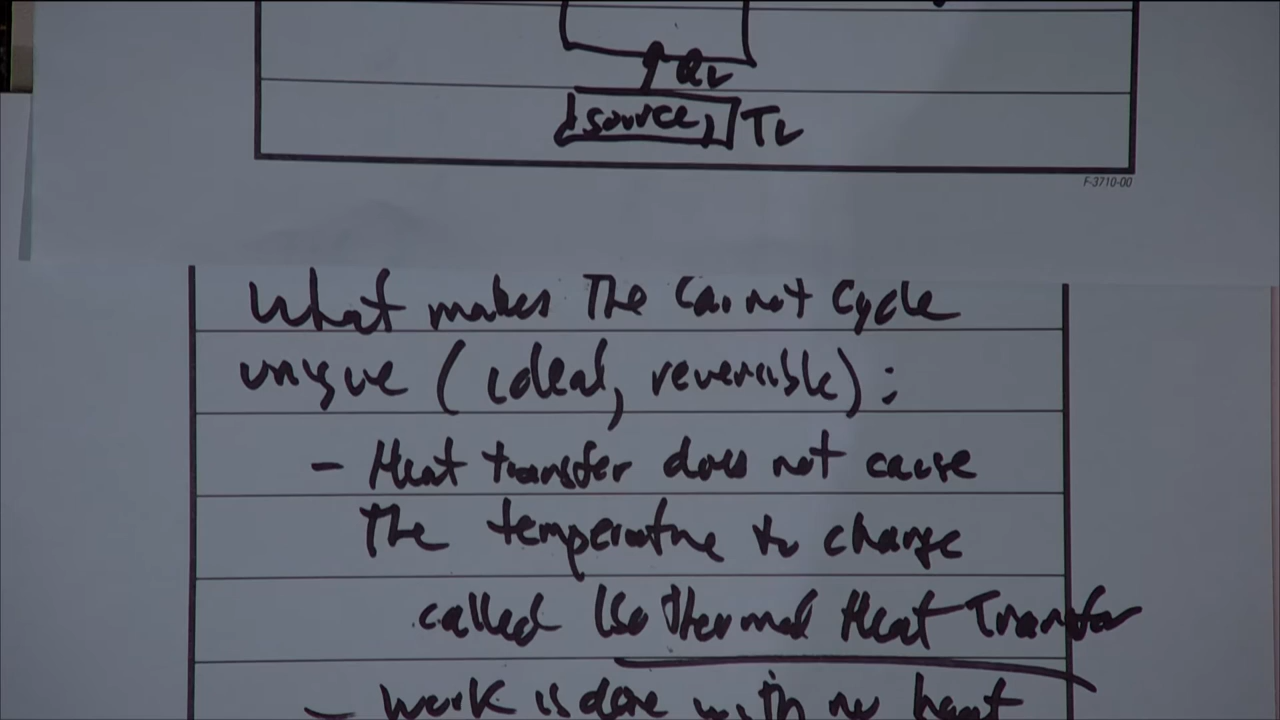 QL
source TL
F-3710-00
What makes The Carnot Cycle
unique (ideal, reversible):
- Heat transfer does not cause
The temperature to change
called Isothermal Heat Transfer
- work is done with no heat